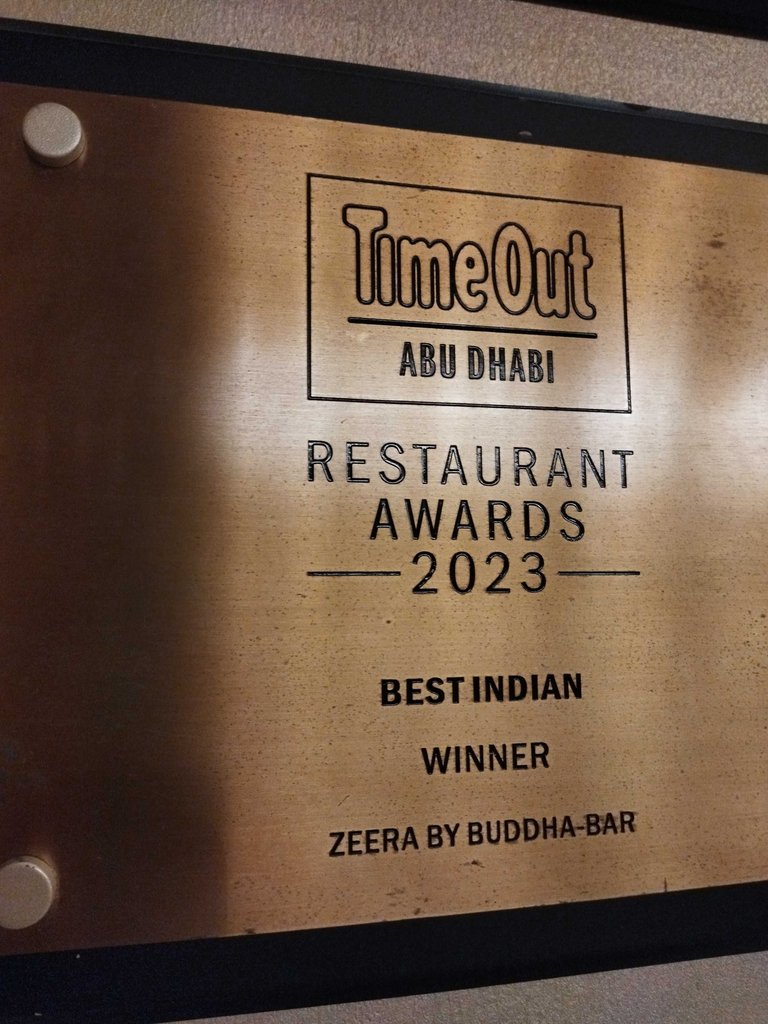 TimeOut
ABU DHABI
RESTAURANT
AWARDS
2023
BEST INDIAN
WINNER
ZEERA BY BUDDHA-BAR